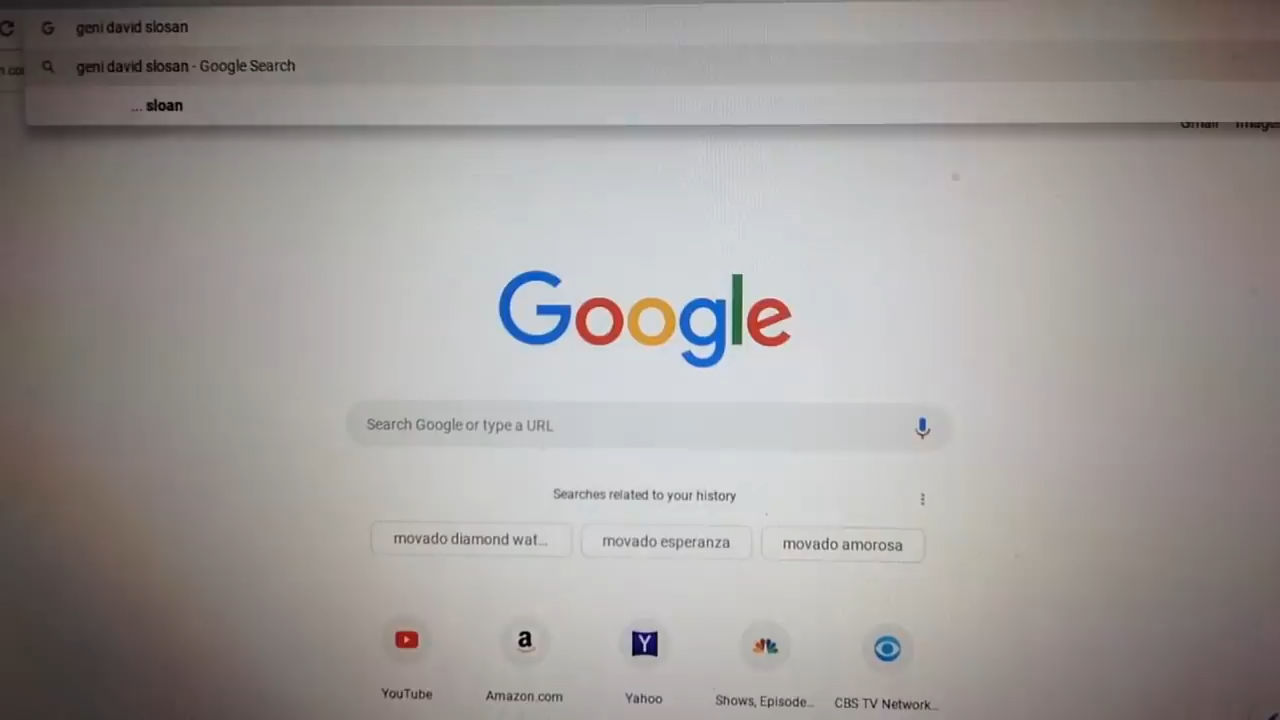 geni david slosan
geni david slosan - Google Search
... sloan
Gmail
Google
Search Google or type a URL
Searches related to your history
movado diamond wat...
movado esperanza
movado amorosa
YouTube
Amazon.com
Yahoo
Shows, Episode...
CBS TV Network...